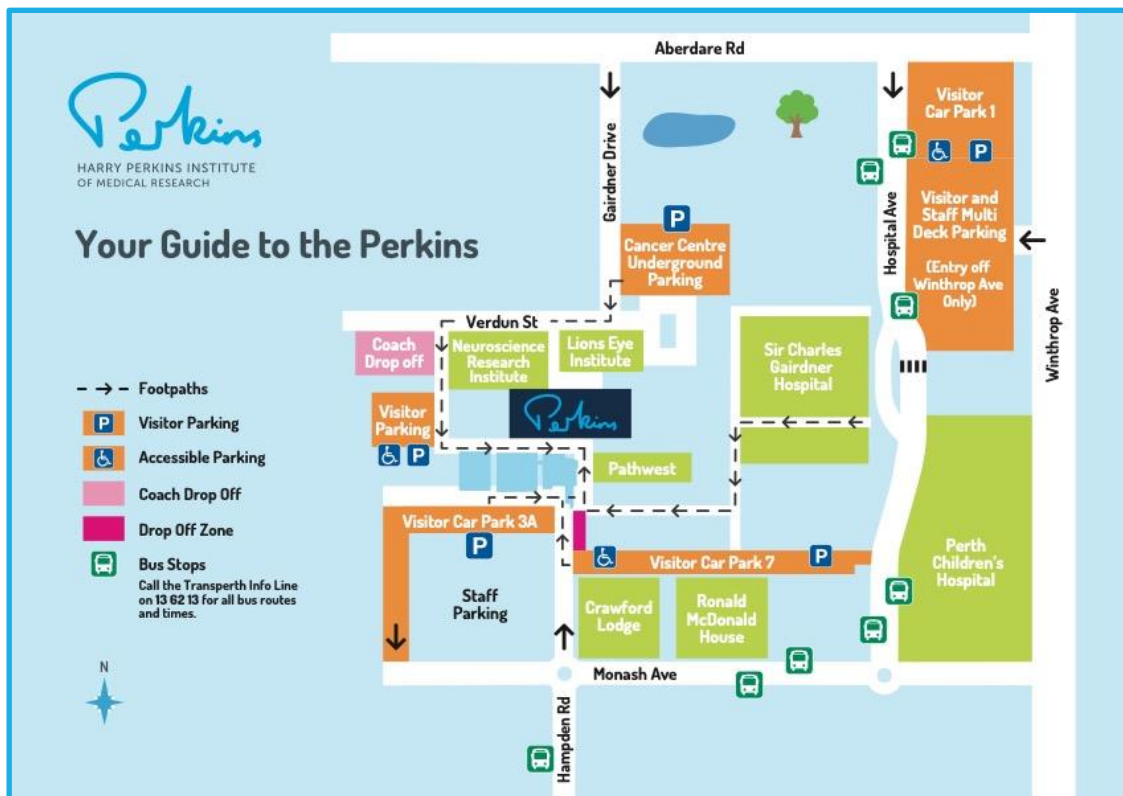 Perkins
HARRY PERKINS INSTITUTE
OF MEDICAL RESEARCH
Your Guide to the Perkins
Aberdare Rd
Gairdner Drive
Hospital Ave
Winthrop Ave
Visitor
Car Park 1
P
Visitor and
Staff Multi
Deck Parking
(Entry off
Winthrop Ave
Only)
P
Cancer Centre
Underground
Parking
Verdun St
Coach
Drop off
Neuroscience
Research
Institute
Lions Eye
Institute
Sir Charles
Gairdner
Hospital
Visitor
Parking
P
Perkins
Pathwest
Visitor Car Park 3A
P
Staff
Parking
Visitor Car Park 7
P
Crawford
Lodge
Ronald
McDonald
House
Perth
Children's
Hospital
Monash Ave
Hampden Rd
Footpaths
P
Visitor Parking
Accessible Parking
Coach Drop Off
Drop Off Zone
Bus Stops
Call the Transperth Info Line
on 13 62 13 for all bus routes
and times.
N